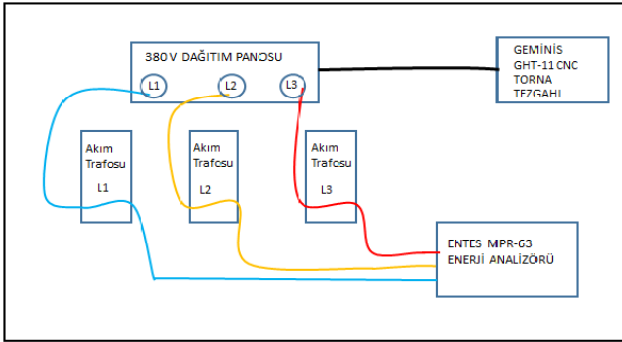 380 V DAĞITIM PANOSU
L1
L2
L3
GEMİNİS
GHT-11 CNC
TORNA
TEZGAHI
Akım
Trafosu
L1
Akım
Trafosu
L2
Akım
Trafosu
L3
ENTES MPR-63
ENERJİ ANALİZÖRÜ